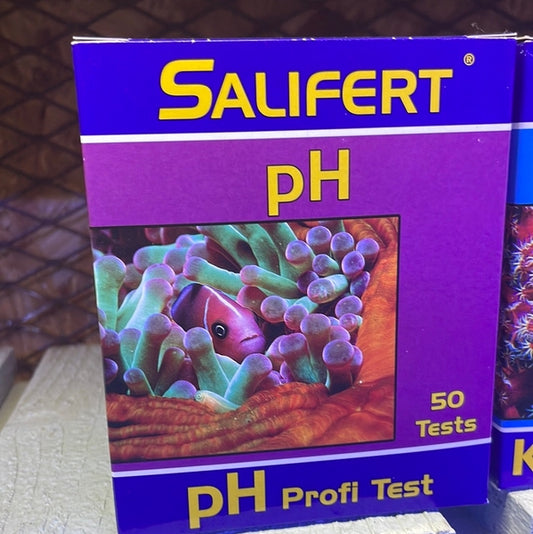 SALIFERT®
pH
50
Tests
pH Profi Test
K